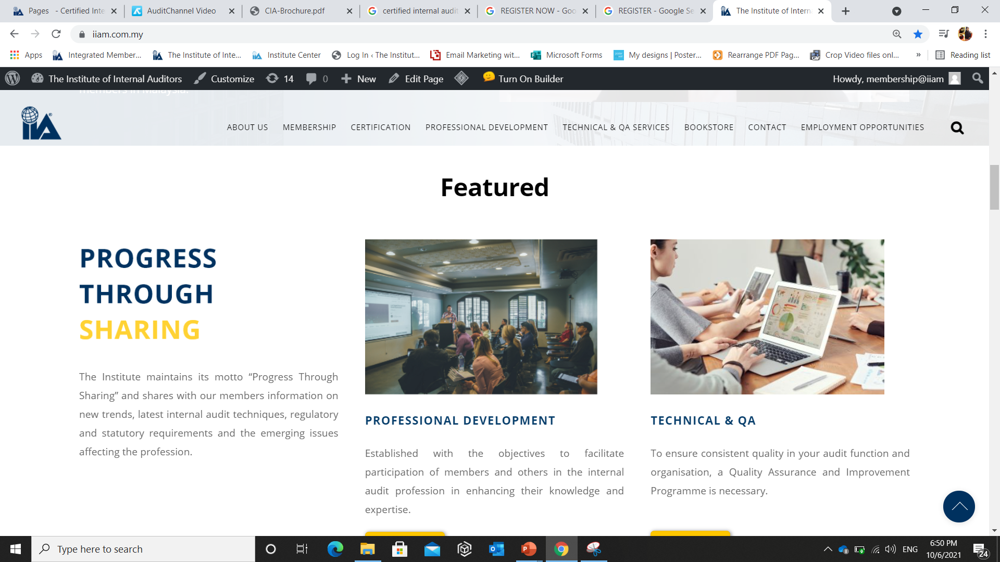 Pages - Certified Inte
AuditChannel Video
CIA-Brochure.pdf
certified internal audit
REGISTER NOW - Goo
REGISTER - Google Se
The Institute of Intern
iiam.com.my
Apps
Integrated Member...
The Institute of Inte...
Institute Center
Log In ‹ The Institut...
Email Marketing wit...
Microsoft Forms
My designs | Poster...
Rearrange PDF Pag...
Crop Video files onl...
»
Reading list
The Institute of Internal Auditors
Customize
14
0
New
Edit Page
Turn On Builder
Howdy, membership@iiam
members in Malaysia.
IIA
ABOUT US
MEMBERSHIP
CERTIFICATION
PROFESSIONAL DEVELOPMENT
TECHNICAL & QA SERVICES
BOOKSTORE
CONTACT
EMPLOYMENT OPPORTUNITIES
Featured
PROGRESS
THROUGH
SHARING
The Institute maintains its motto “Progress Through
Sharing” and shares with our members information on
new trends, latest internal audit techniques, regulatory
and statutory requirements and the emerging issues
affecting the profession.
PROFESSIONAL DEVELOPMENT
Established with the objectives to facilitate
participation of members and others in the internal
audit profession in enhancing their knowledge and
expertise.
TECHNICAL & QA
To ensure consistent quality in your audit function and
organisation, a Quality Assurance and Improvement
Programme is necessary.
Type here to search
ENG
6:50 PM
10/6/2021
24